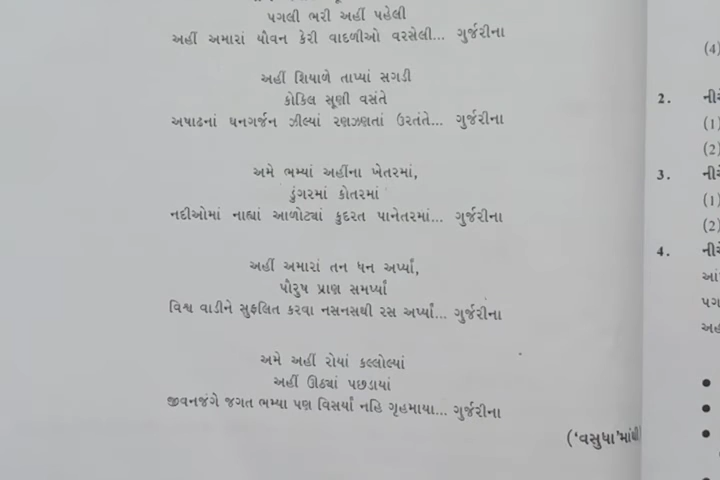 પગલી ભરી અહીં પહેલી
અહીં અમારાં યૌવન કેરી વાદળીઓ વરસેલી... ગુર્જરીના
અહીં શિયાળે તાપ્યાં સગડી
કોકિલ સૂણી વસંતે
અષાઢનાં ઘનગર્જન ઝીલ્યાં રણઝણતાં ઉરતંતે... ગુર્જરીના
અમે ભમ્યાં અહીંના ખેતરમાં,
ડુંગરમાં કોતરમાં
નદીઓમાં નાહ્યાં આળોટ્યાં કુદરત પાનેતરમાં... ગુર્જરીના
અહીં અમારાં તન ધન અર્પ્યાં,
પૌરુષ પ્રાણ સમર્પ્યાં
વિશ્વ વાડીને સુફલિત કરવા નસનસથી રસ અર્પ્યાં... ગુર્જરીના
અમે અહીં રોયાં કલ્લોલ્યાં
અહીં ઊઠ્યાં પછડાયાં
જીવનજંગે જગત ભમ્યા પણ વિસર્યાં નહિ ગૃહમાયા... ગુર્જરીના
('વસુધા'માંથી
(4)
2.
(1)
(2)
3.
(1)
(2)
4.